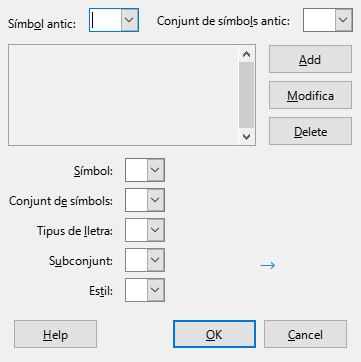 Símbol antic: Conjunt de símbols antic:
Add
Modifica
Delete
Símbol:
Conjunt de símbols:
Tipus de lletra:
Subconjunt:
→
Estil:
Help OK Cancel